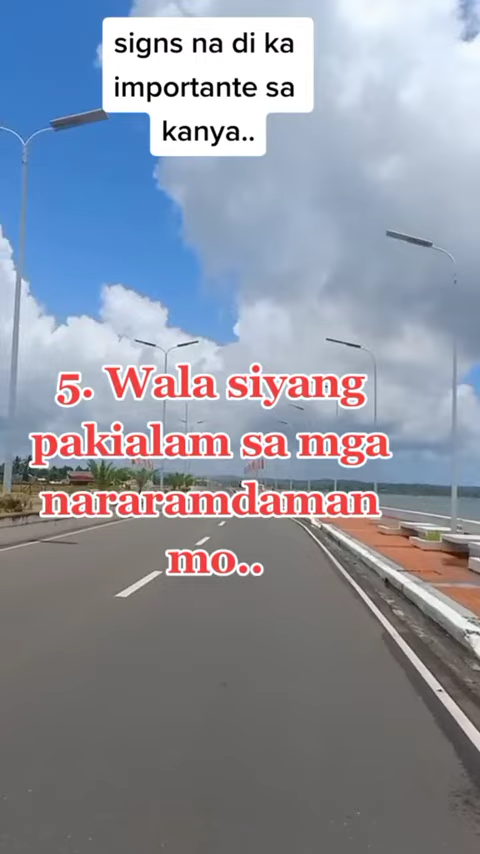 signs na di ka
importante sa
kanya..
5. Wala siyang
pakialam sa mga
nararamdaman
mo..